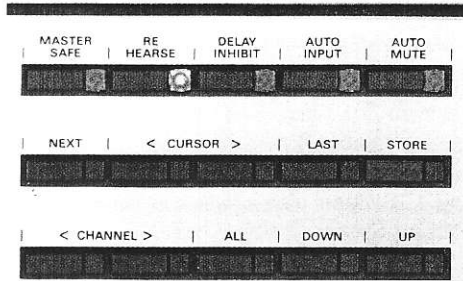 MASTER SAFE
RE HEARSE
DELAY INHIBIT
AUTO INPUT
AUTO MUTE
NEXT
< CURSOR >
LAST
STORE
< CHANNEL >
ALL
DOWN
UP